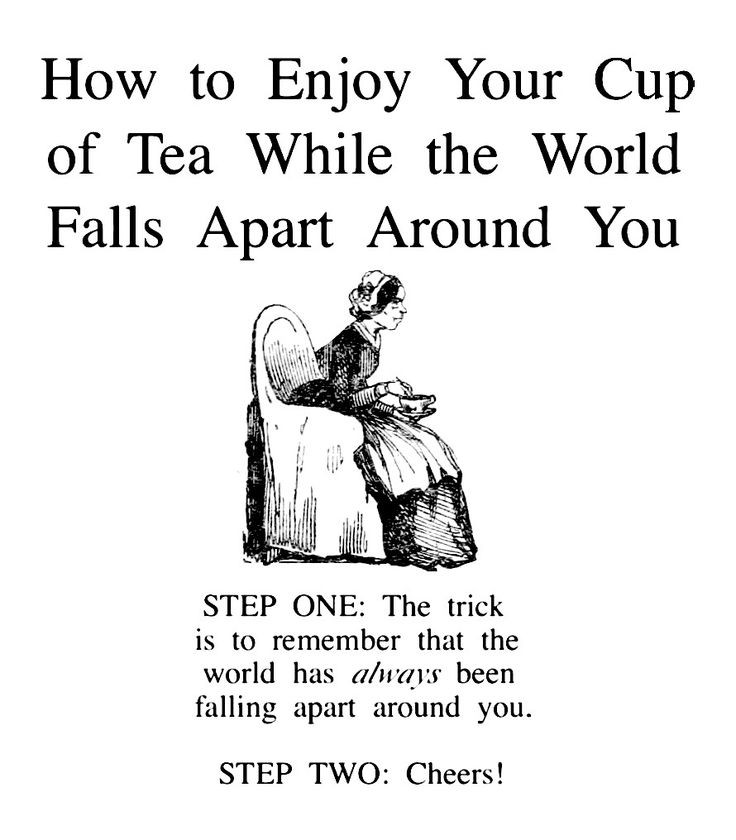 How to Enjoy Your Cup
of Tea While the World
Falls Apart Around You
STEP ONE: The trick
is to remember that the
world has always been
falling apart around you.
STEP TWO: Cheers!